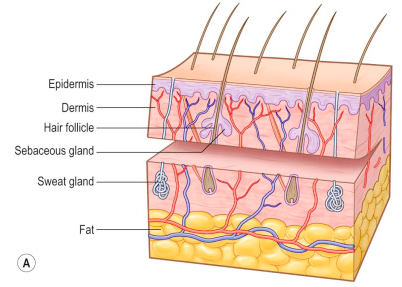 Epidermis
Dermis
Hair follicle
Sebaceous gland
Sweat gland
Fat
A